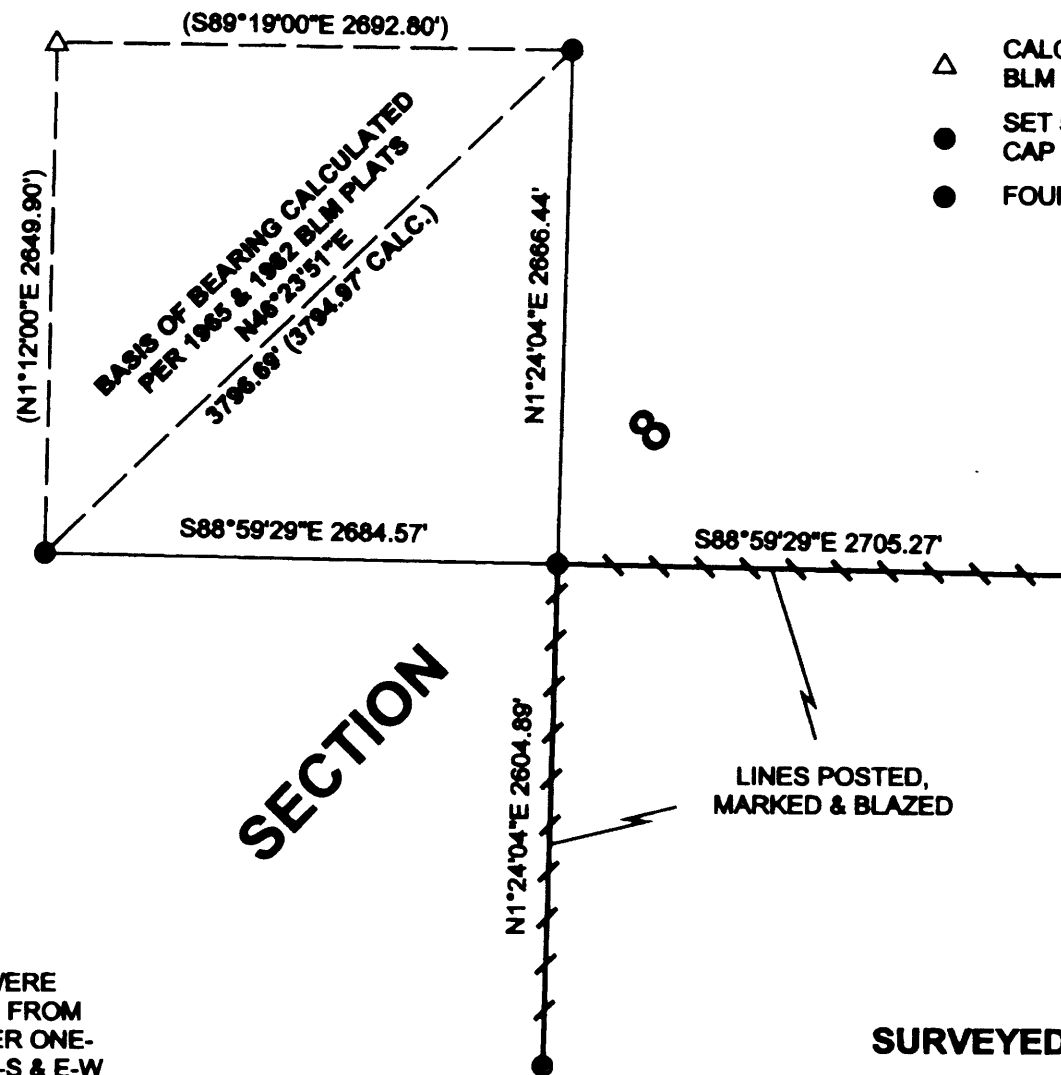 (S89°19'00"E 2692.80')
CALC
BLM
SET
CAP
FOU
(N1°12'00"E 2649.90')
BASIS OF BEARING CALCULATED
PER 1965 & 1982 BLM PLATS
N46°23'51"E
3796.69' (3794.97' CALC.)
N1°24'04"E 2666.44'
8
S88°59'29"E 2684.57'
S88°59'29"E 2705.27'
SECTION
N1°24'04"E 2604.89'
LINES POSTED,
MARKED & BLAZED
WERE
FROM
ER ONE-
-S & E-W
SURVEYED